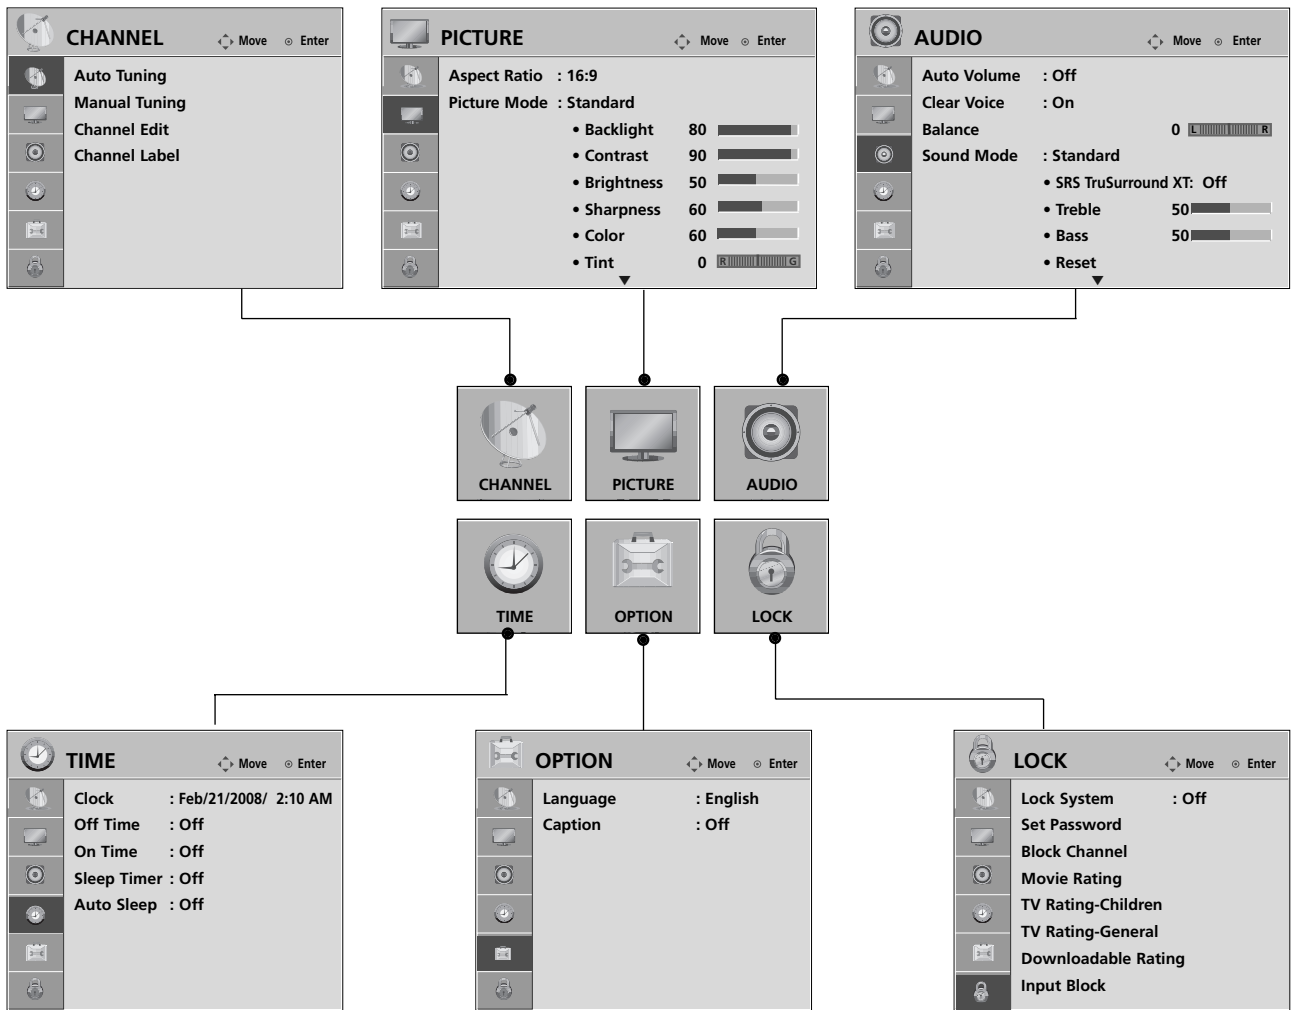 CHANNEL Move Enter
Auto Tuning
Manual Tuning
Channel Edit
Channel Label
PICTURE Move Enter
Aspect Ratio : 16:9
Picture Mode : Standard
• Backlight 80
• Contrast 90
• Brightness 50
• Sharpness 60
• Color 60
• Tint 0 R G
AUDIO Move Enter
Auto Volume : Off
Clear Voice : On
Balance 0 L R
Sound Mode : Standard
• SRS TruSurround XT: Off
• Treble 50
• Bass 50
• Reset
CHANNEL
PICTURE
AUDIO
TIME
OPTION
LOCK
TIME Move Enter
Clock : Feb/21/2008/ 2:10 AM
Off Time : Off
On Time : Off
Sleep Timer : Off
Auto Sleep : Off
OPTION Move Enter
Language : English
Caption : Off
LOCK Move Enter
Lock System : Off
Set Password
Block Channel
Movie Rating
TV Rating-Children
TV Rating-General
Downloadable Rating
Input Block